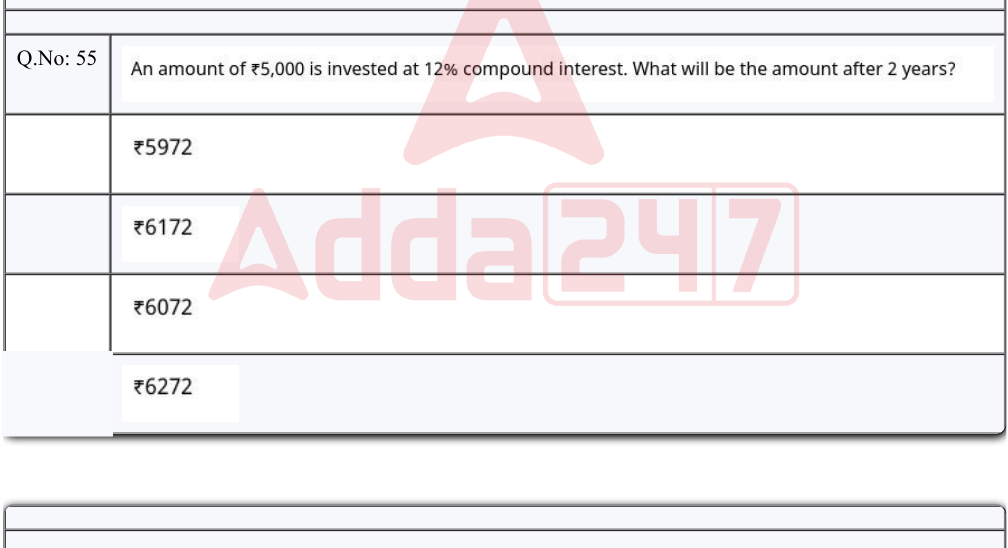 Q.No: 55
An amount of ₹5,000 is invested at 12% compound interest. What will be the amount after 2 years?
₹5972
₹6172
Adda247
₹6072
₹6272